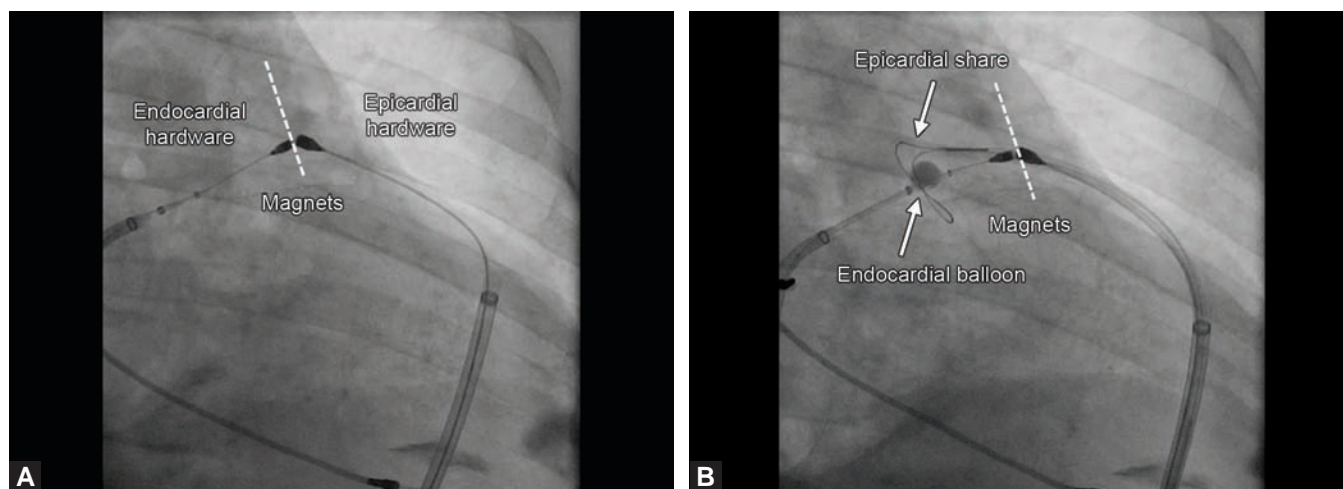 Endocardial
hardware
Epicardial
hardware
Magnets
A
Epicardial share
Magnets
Endocardial balloon
B